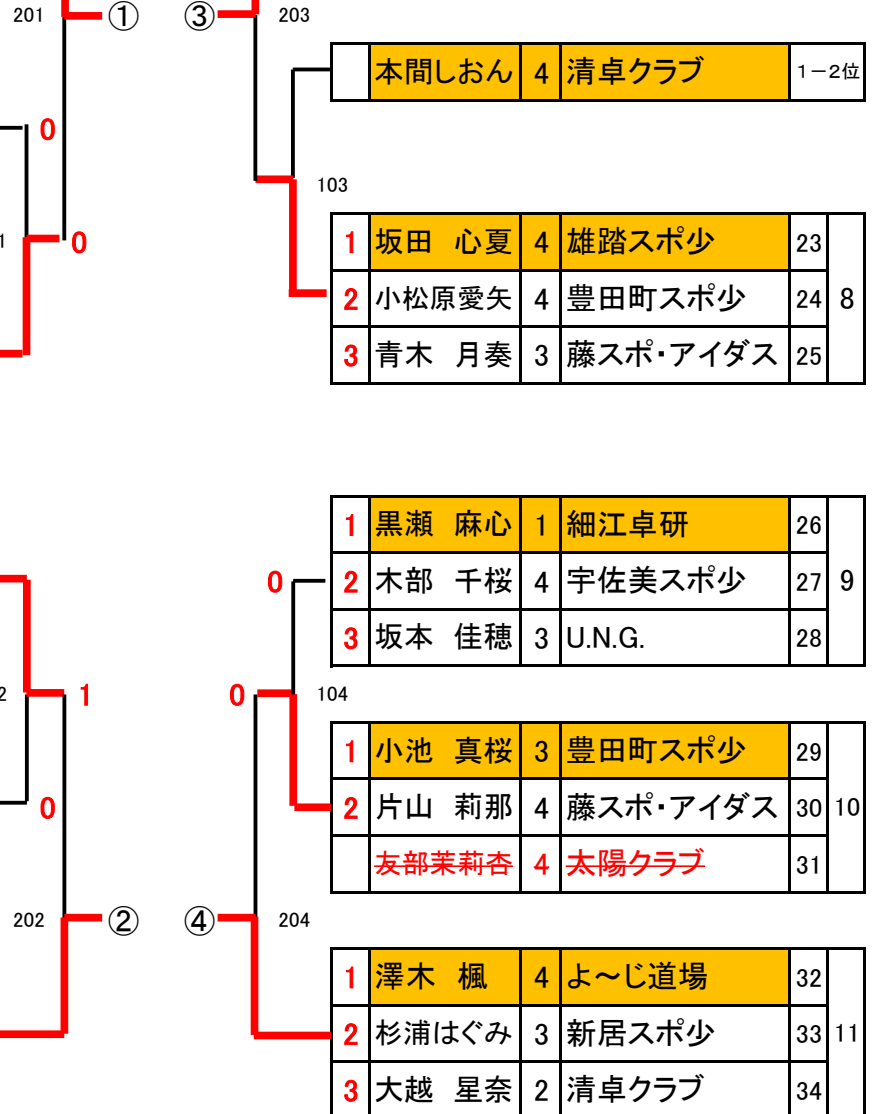 201 ① ③ 203
本間しおん 4 清卓クラブ 1－2位
0
103
0
1 坂田　心夏 4 雄踏スポ少 23
2 小松原愛矢 4 豊田町スポ少 24 8
3 青木　月奏 3 藤スポ・アイダス 25
1 黒瀬　麻心 1 細江卓研 26
0 2 木部　千桜 4 宇佐美スポ少 27 9
3 坂本　佳穂 3 U.N.G. 28
2 1 0 104
1 小池　真桜 3 豊田町スポ少 29
0 2 片山　莉那 4 藤スポ・アイダス 30 10
友部茉莉杏 4 太陽クラブ 31
202 ② ④ 204
1 澤木　楓 4 よ～じ道場 32
2 杉浦はぐみ 3 新居スポ少 33 11
3 大越　星奈 2 清卓クラブ 34